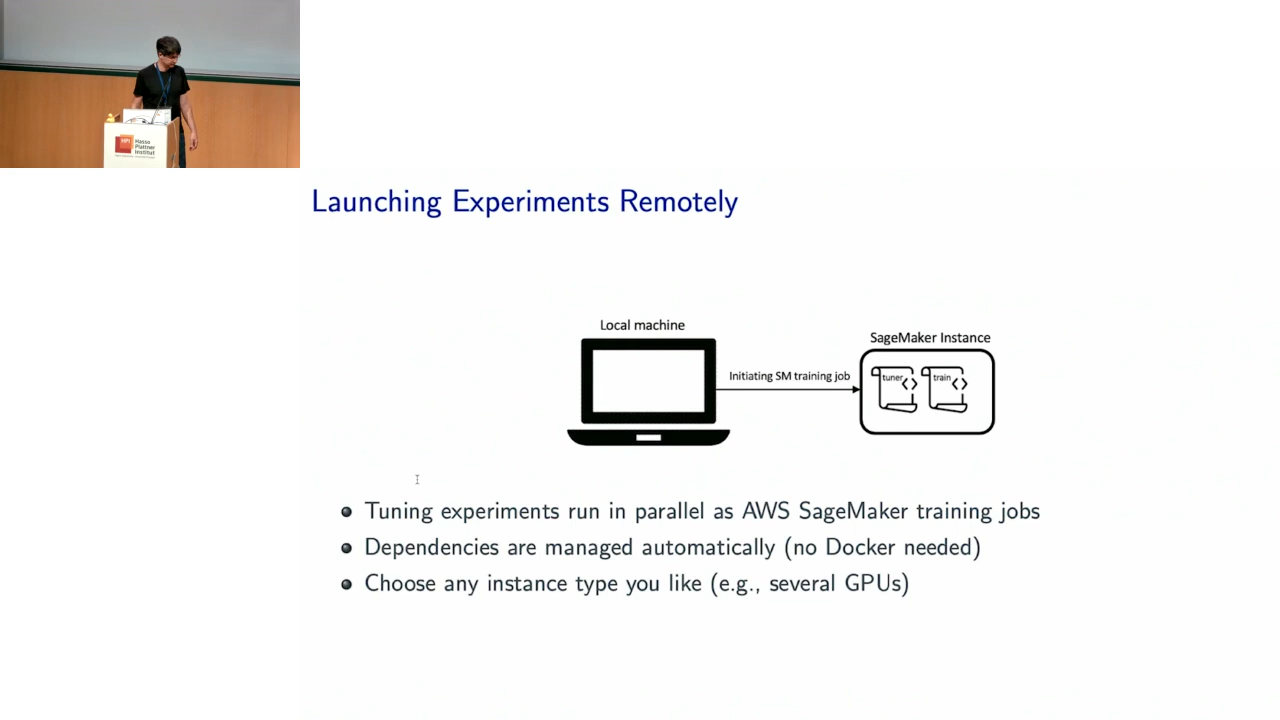 HPI
Hasso
Plattner
Institut
Launching Experiments Remotely
Local machine
SageMaker Instance
Initiating SM training job
tuner
train
Tuning experiments run in parallel as AWS SageMaker training jobs
Dependencies are managed automatically (no Docker needed)
Choose any instance type you like (e.g., several GPUs)